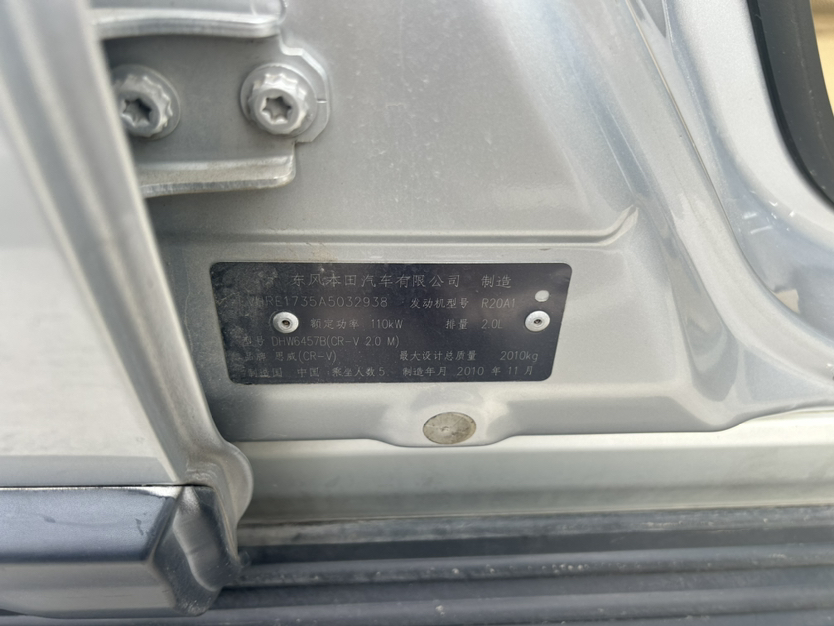 东风本田汽车有限公司 制造
RE1735A5032938 发动机型号 R20A1
额定功率 110kW 排量 2.0L
DHW6457B(CR-V 2.0 M)
思威(CR-V) 最大设计总质量 2010kg
制造国 中国 乘坐人数 5 制造年月 2010 年 11 月